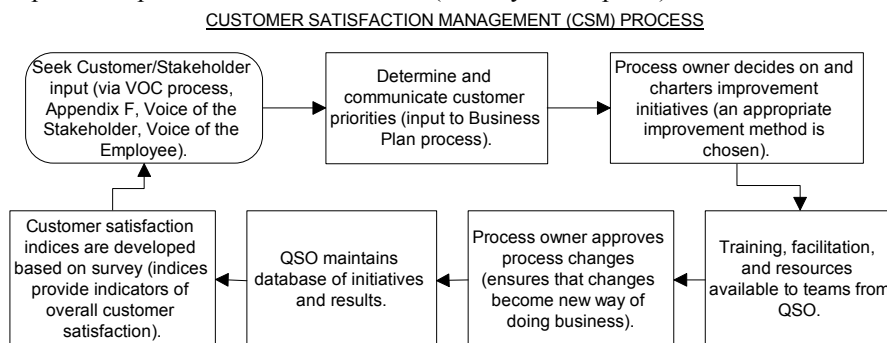 CUSTOMER SATISFACTION MANAGEMENT (CSM) PROCESS
Seek Customer/Stakeholder
input (via VOC process,
Appendix F, Voice of the
Stakeholder, Voice of the
Employee).
Determine and
communicate customer
priorities (input to Business
Plan process).
Process owner decides on and
charters improvement
initiatives (an appropriate
improvement method is
chosen).
Training, facilitation,
and resources
available to teams from
QSO.
Process owner approves
process changes
(ensures that changes
become new way of
doing business).
QSO maintains
database of initiatives
and results.
Customer satisfaction
indices are developed
based on survey (indices
provide indicators of
overall customer
satisfaction).